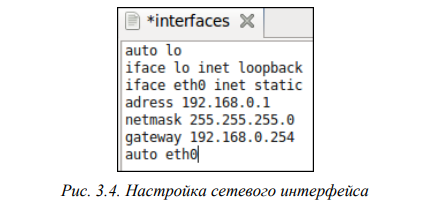 *interfaces
auto lo
iface lo inet loopback
iface eth0 inet static
adress 192.168.0.1
netmask 255.255.255.0
gateway 192.168.0.254
auto eth0
Рис. 3.4. Настройка сетевого интерфейса